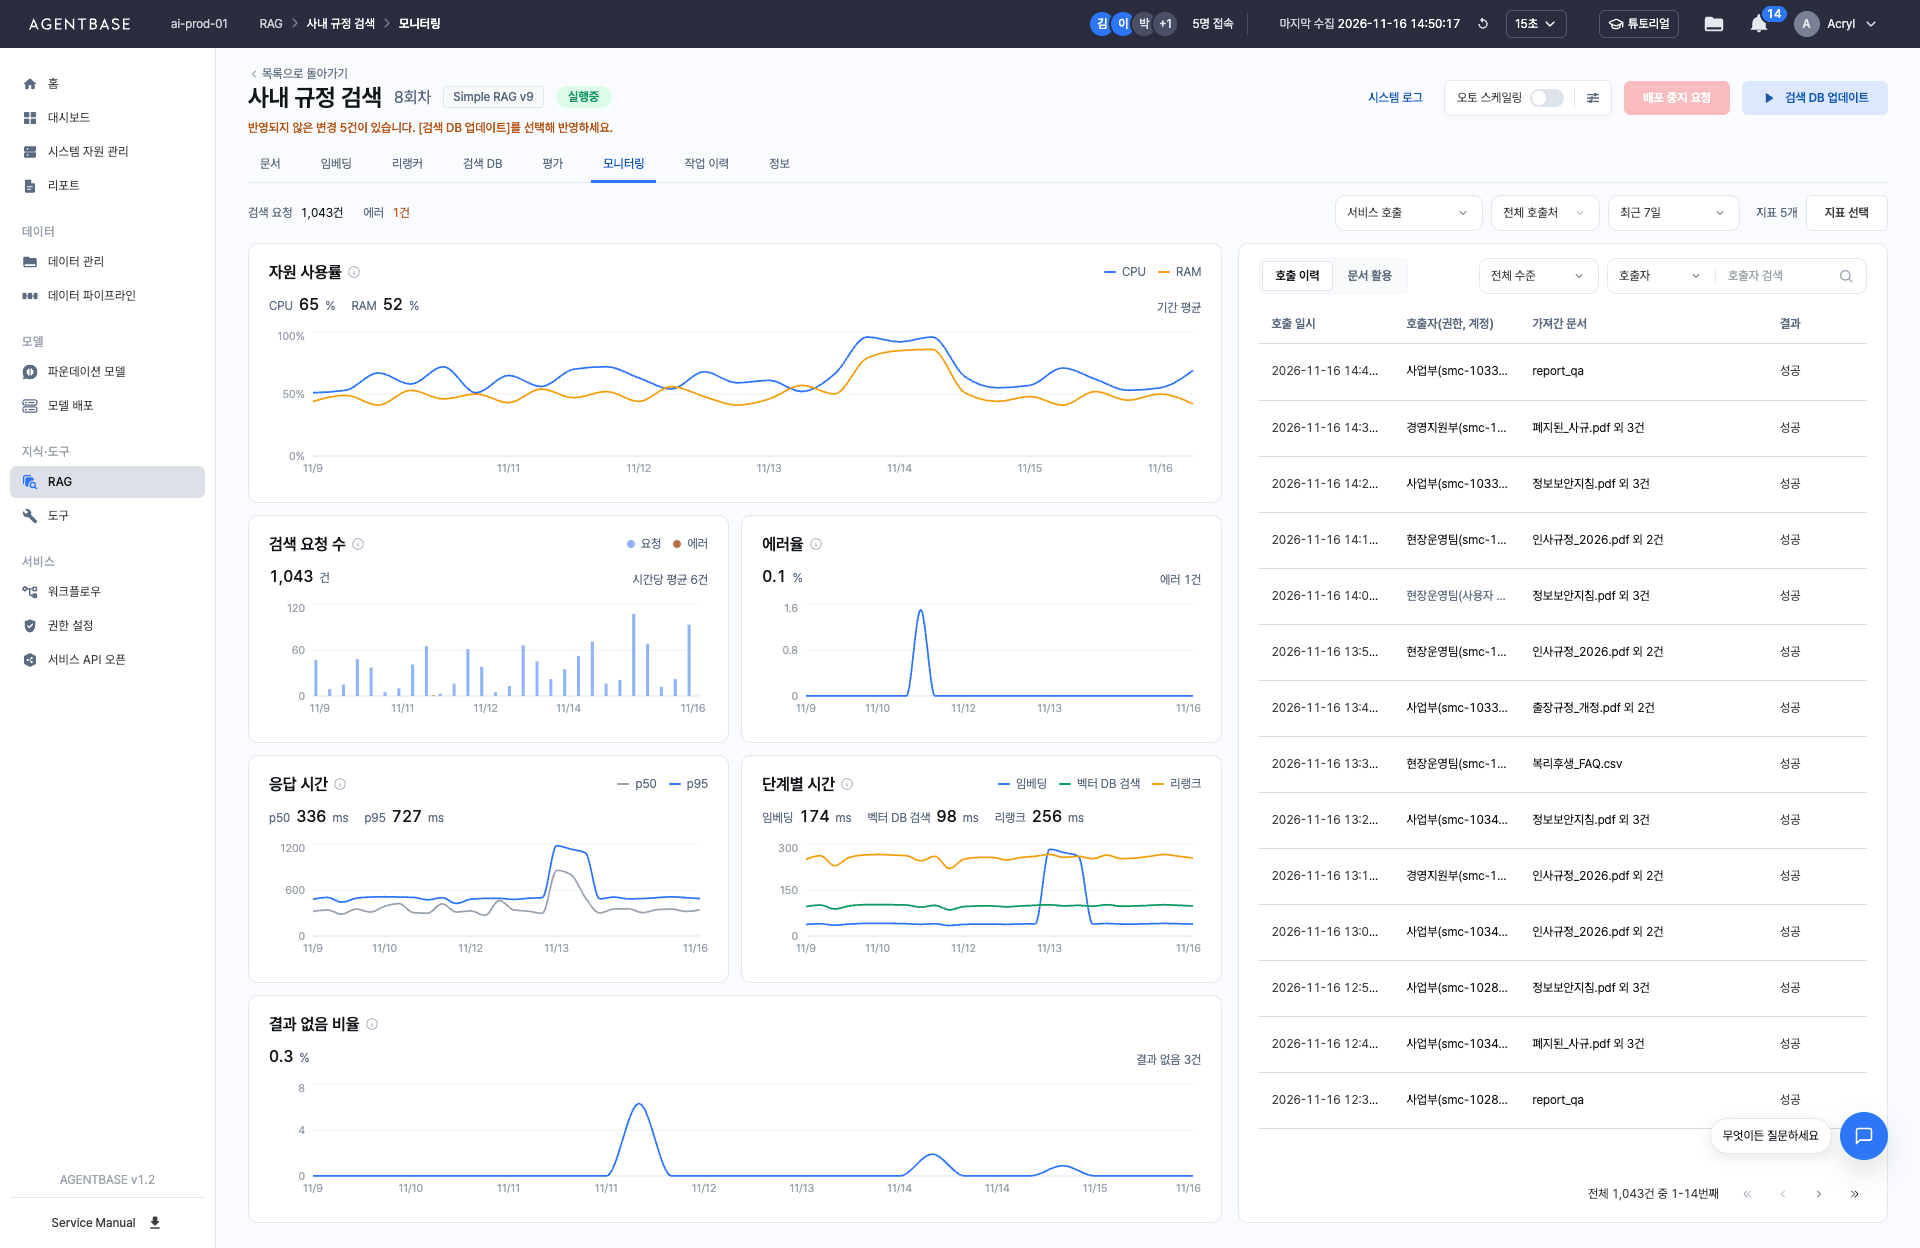 AGENTBASE
ai-prod-01
RAG > 사내 규정 검색 > 모니터링
김 이 박 +1 5명 접속
마지막 수집 2026-11-16 14:50:17
15초
튜토리얼
14
A Acryl
홈
대시보드
시스템 자원 관리
리포트
데이터
데이터 관리
데이터 파이프라인
모델
파운데이션 모델
모델 배포
지식·도구
RAG
도구
서비스
워크플로우
권한 설정
서비스 API 오픈
AGENTBASE v1.2
Service Manual
목록으로 돌아가기
사내 규정 검색 8회차 Simple RAG v9 실행중
반영되지 않은 변경 5건이 있습니다. [검색 DB 업데이트]를 선택해 반영하세요.
시스템 로그
오토 스케일링
배포 중지 요청
검색 DB 업데이트
문서 임베딩 리랭커 검색 DB 평가 모니터링 작업 이력 정보
검색 요청 1,043건 에러 1건
서비스 호출
전체 호출처
최근 7일
지표 5개
지표 선택
자원 사용률
CPU RAM
CPU 65 % RAM 52 %
기간 평균
100%
50%
0%
11/9 11/11 11/12 11/13 11/14 11/15 11/16
검색 요청 수
요청 에러
1,043 건
시간당 평균 6건
120
60
0
11/9 11/11 11/12 11/14 11/16
에러율
0.1 %
에러 1건
1.6
0.8
0
11/9 11/10 11/12 11/13 11/16
응답 시간
p50 p95
p50 336 ms p95 727 ms
1200
600
0
11/9 11/10 11/12 11/13 11/16
단계별 시간
임베딩 벡터 DB 검색 리랭크
임베딩 174 ms 벡터 DB 검색 98 ms 리랭크 256 ms
300
150
0
11/9 11/10 11/12 11/13 11/16
결과 없음 비율
0.3 %
결과 없음 3건
8
4
0
11/9 11/10 11/11 11/11 11/12 11/13 11/14 11/14 11/15 11/16
호출 이력 문서 활용
전체 수준
호출자
호출자 검색
호출 일시 호출자(권한, 계정) 가져간 문서 결과
2026-11-16 14:4... 사업부(smc-1033... report_qa 성공
2026-11-16 14:3... 경영지원부(smc-1... 폐지된_사규.pdf 외 3건 성공
2026-11-16 14:2... 사업부(smc-1033... 정보보안지침.pdf 외 3건 성공
2026-11-16 14:1... 현장운영팀(smc-1... 인사규정_2026.pdf 외 2건 성공
2026-11-16 14:0... 현장운영팀(사용자 ... 정보보안지침.pdf 외 3건 성공
2026-11-16 13:5... 현장운영팀(smc-1... 인사규정_2026.pdf 외 2건 성공
2026-11-16 13:4... 사업부(smc-1033... 출장규정_개정.pdf 외 2건 성공
2026-11-16 13:3... 현장운영팀(smc-1... 복리후생_FAQ.csv 성공
2026-11-16 13:2... 사업부(smc-1034... 정보보안지침.pdf 외 3건 성공
2026-11-16 13:1... 경영지원부(smc-1... 인사규정_2026.pdf 외 2건 성공
2026-11-16 13:0... 사업부(smc-1034... 인사규정_2026.pdf 외 2건 성공
2026-11-16 12:5... 사업부(smc-1028... 정보보안지침.pdf 외 3건 성공
2026-11-16 12:4... 사업부(smc-1034... 폐지된_사규.pdf 외 3건 성공
2026-11-16 12:3... 사업부(smc-1028... report_qa 성공
무엇이든 질문하세요
전체 1,043건 중 1-14번째